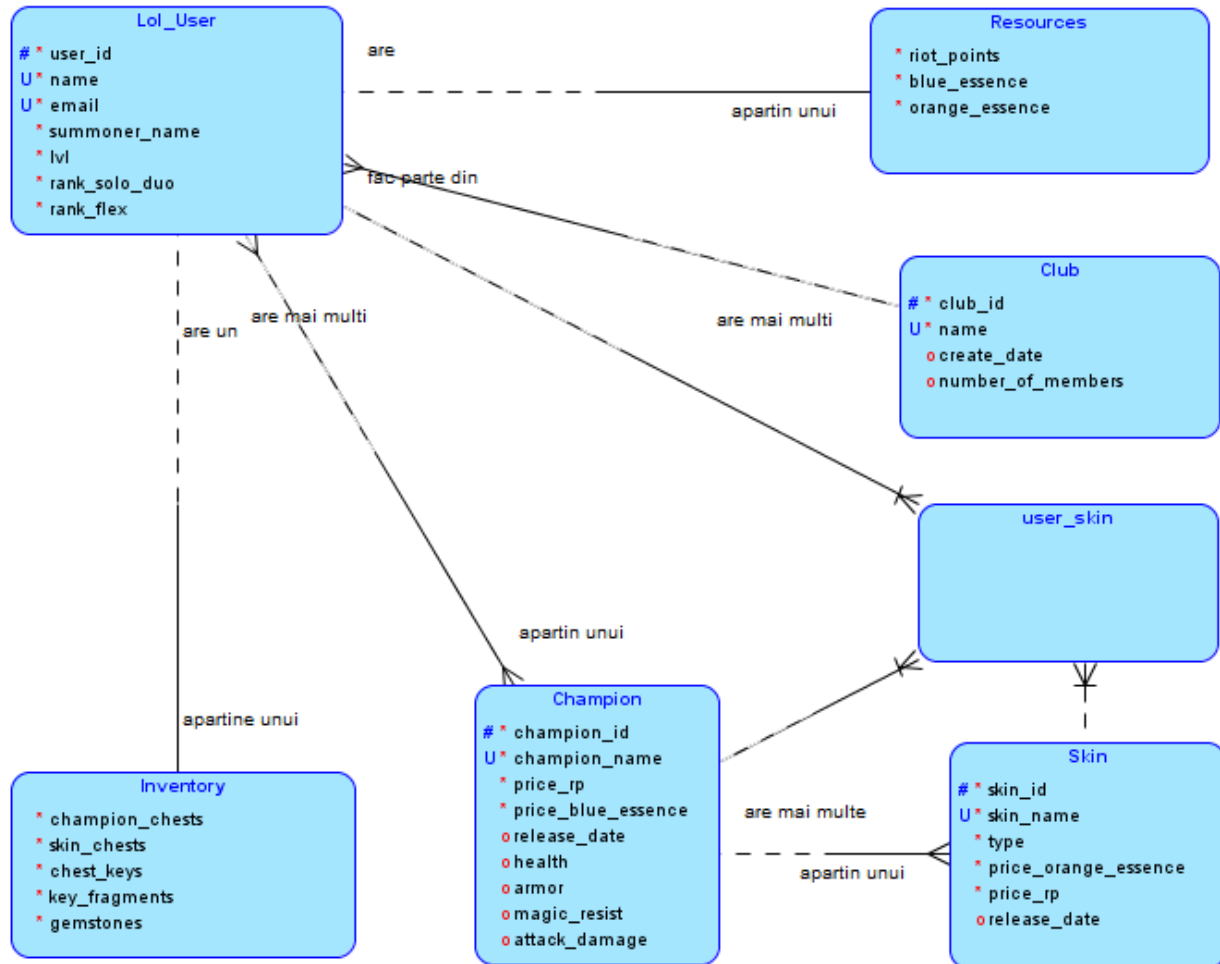 Lol_User
# * user_id
U * name
U * email
* summoner_name
* lvl
* rank_solo_duo
* rank_flex
are
apartin unui
Resources
* riot_points
* blue_essence
* orange_essence
fac parte din
are mai multi
Club
# * club_id
U * name
o create_date
o number_of_members
are un
are mai multi
user_skin
apartin unui
apartine unui
Inventory
* champion_chests
* skin_chests
* chest_keys
* key_fragments
* gemstones
Champion
# * champion_id
U * champion_name
* price_rp
* price_blue_essence
o release_date
o health
o armor
o magic_resist
o attack_damage
are mai multe
apartin unui
Skin
# * skin_id
U * skin_name
* type
* price_orange_essence
* price_rp
o release_date